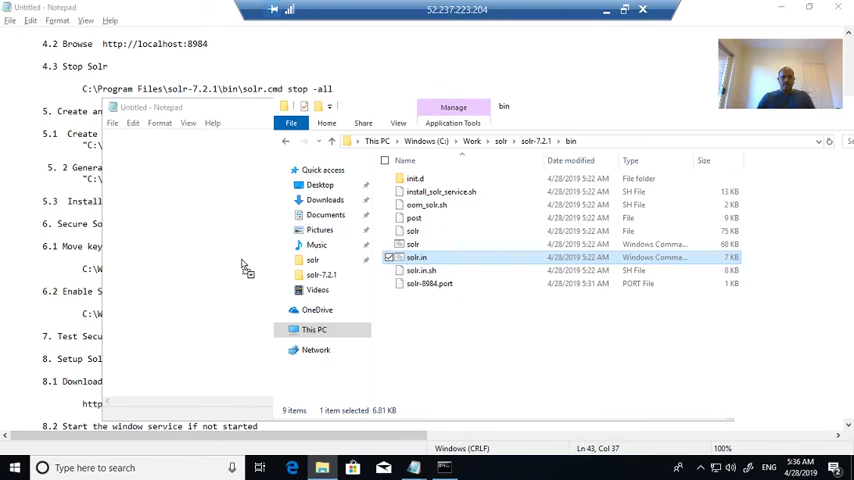 Untitled - Notepad
52.237.223.204
File Edit Format View Help
4.2 Browse http://localhost:8984
4.3 Stop Solr
C:\Program Files\solr-7.2.1\bin\solr.cmd stop -all
5. Create an
5.1 Create
"C:
5. 2 Genera
"C:
5.3 Install
6. Secure So
6.1 Move key
C:\W
6.2 Enable S
C:\W
7. Test Secu
8. Setup Sol
8.1 Downloa
http
8.2 Start the window service if not started
Untitled - Notepad
File Edit Format View Help
Manage
bin
File
Home
Share
View
Application Tools
This PC
Windows (C:)
Work
solr
solr-7.2.1
bin
Se
Quick access
Desktop
Downloads
Documents
Pictures
Music
solr
solr-7.2.1
Videos
OneDrive
This PC
Network
Name Date modified Type Size
init.d 4/28/2019 5:22 AM File folder
install_solr_service.sh 4/28/2019 5:22 AM SH File 13 KB
oom_solr.sh 4/28/2019 5:22 AM SH File 2 KB
post 4/28/2019 5:22 AM File 9 KB
solr 4/28/2019 5:22 AM File 75 KB
solr 4/28/2019 5:22 AM Windows Comma... 68 KB
solr.in 4/28/2019 5:22 AM Windows Comma... 7 KB
solr.in.sh 4/28/2019 5:22 AM SH File 8 KB
solr-8984.port 4/28/2019 5:31 AM PORT File 1 KB
9 items 1 item selected 6.81 KB
Windows (CRLF) Ln 43, Col 37 100%
Type here to search
ENG
5:36 AM
4/28/2019
2